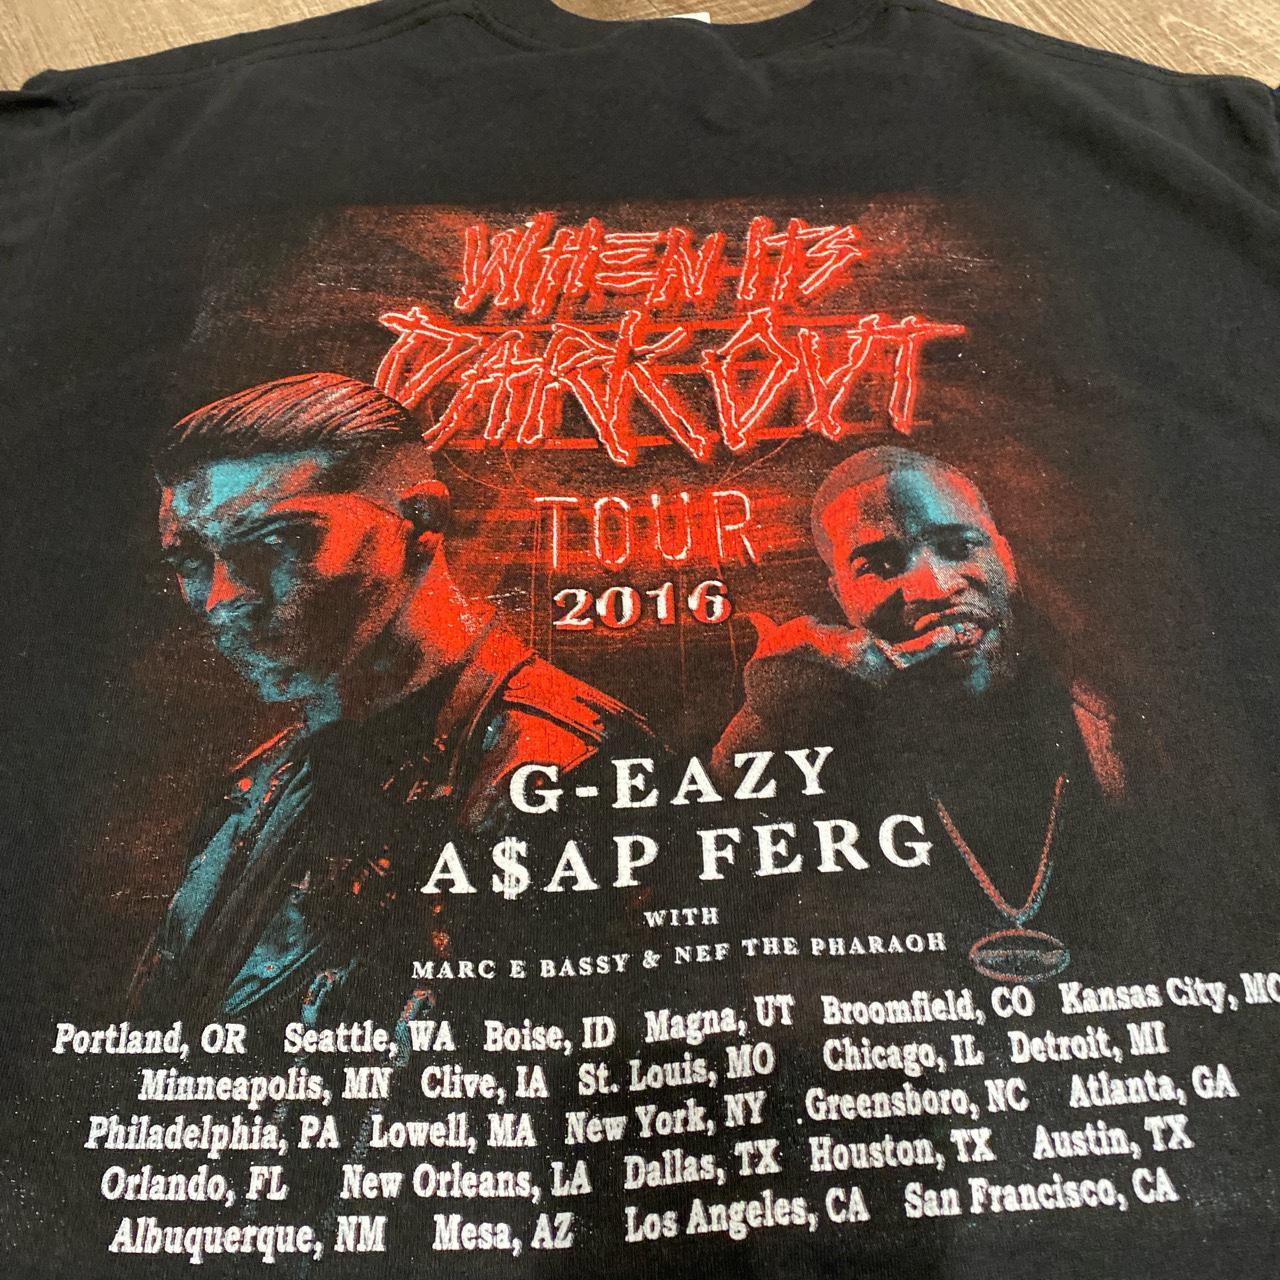 WHEN IT'S
DARK OUT
TOUR
2016
G-EAZY
A$AP FERG
WITH
MARC E BASSY & NEF THE PHARAOH
Portland, OR Seattle, WA Boise, ID Magna, UT Broomfield, CO Kansas City, MO
Minneapolis, MN Clive, IA St. Louis, MO Chicago, IL Detroit, MI
Philadelphia, PA Lowell, MA New York, NY Greensboro, NC Atlanta, GA
Orlando, FL New Orleans, LA Dallas, TX Houston, TX Austin, TX
Albuquerque, NM Mesa, AZ Los Angeles, CA San Francisco, CA